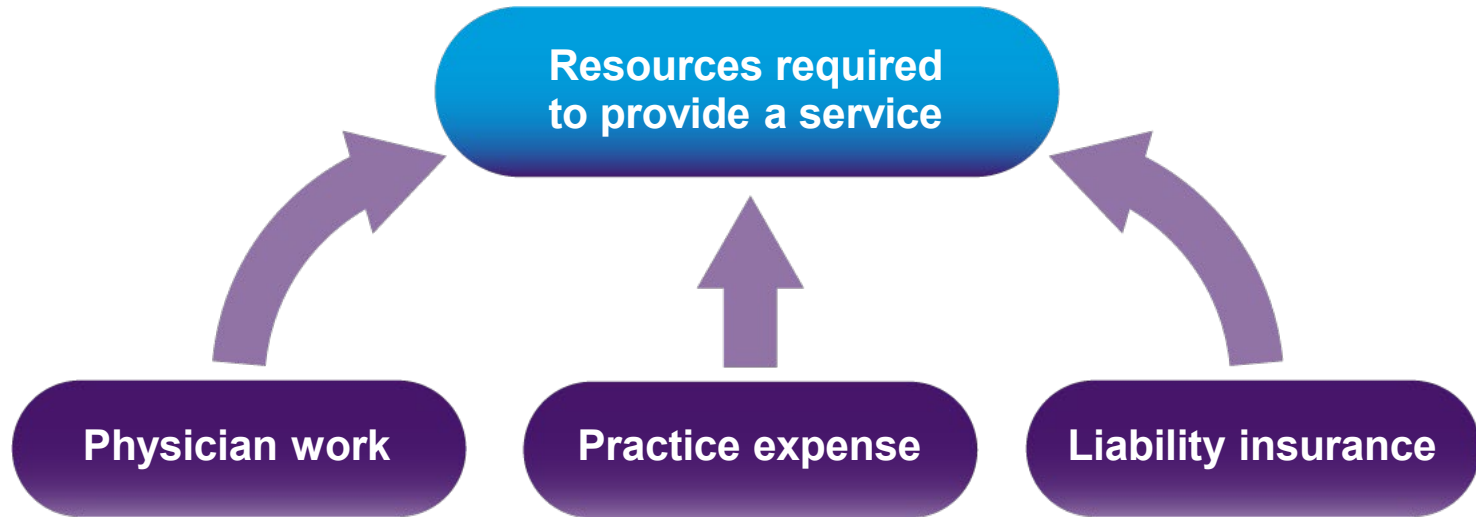 Resources required
to provide a service
Physician work
Practice expense
Liability insurance